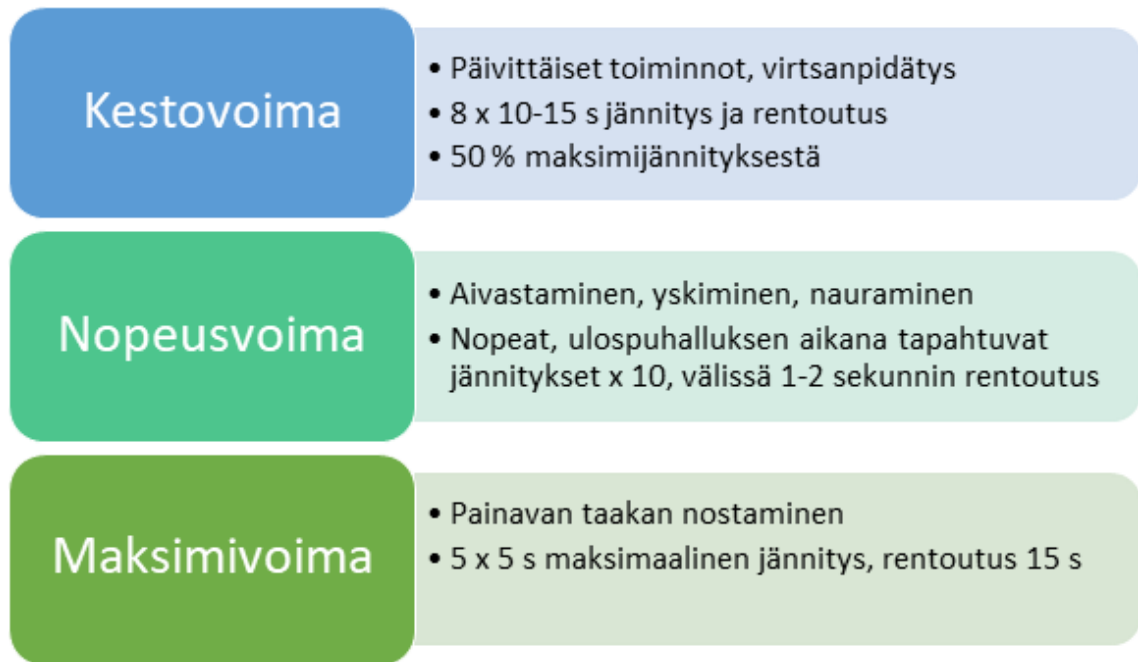 Kestovoima
• Päivittäiset toiminnot, virtsanpidätys
• 8 x 10-15 s jännitys ja rentoutus
• 50 % maksimijännityksestä
Nopeusvoima
• Aivastaminen, yskiminen, nauraminen
• Nopeat, ulospuhalluksen aikana tapahtuvat
jännitykset x 10, välissä 1-2 sekunnin rentoutus
Maksimivoima
• Painavan taakan nostaminen
• 5 x 5 s maksimaalinen jännitys, rentoutus 15 s